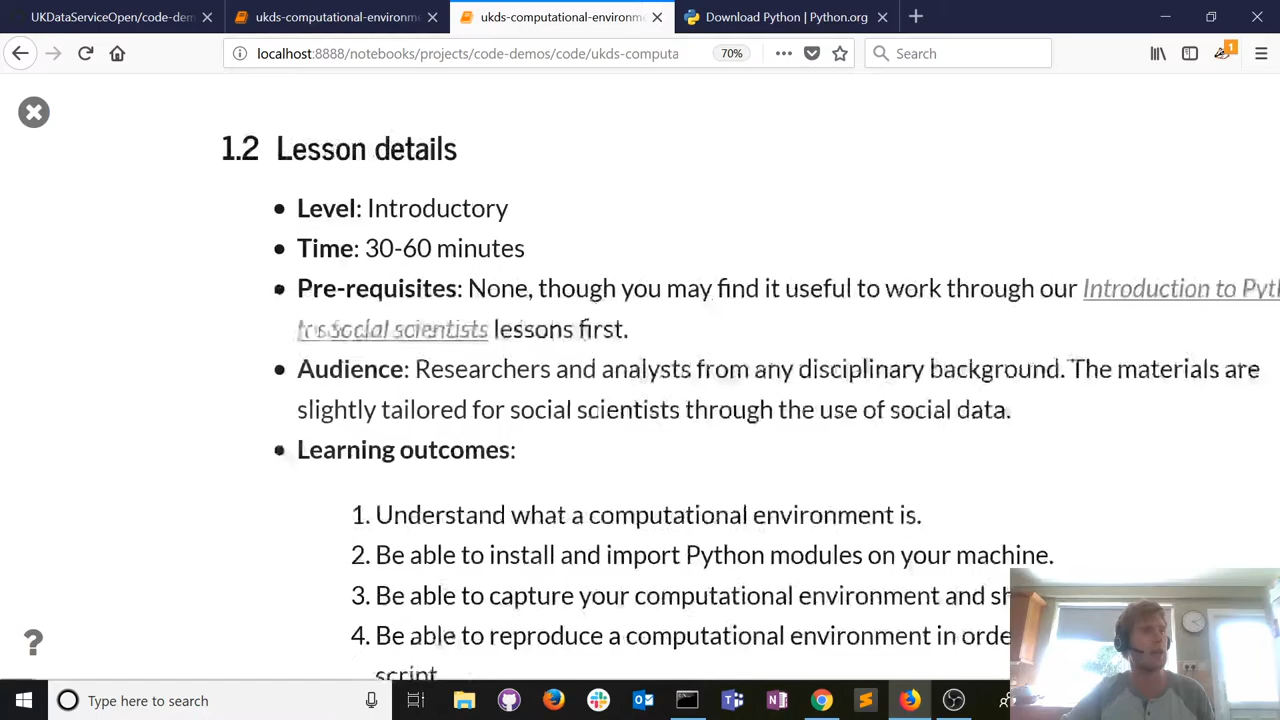 UKDataServiceOpen/code-dem
ukds-computational-environm
ukds-computational-environme
Download Python | Python.org
localhost:8888/notebooks/projects/code-demos/code/ukds-computa
70%
Search
1
1.2 Lesson details
Level: Introductory
Time: 30-60 minutes
Pre-requisites: None, though you may find it useful to work through our Introduction to Pyth
social scientists lessons first.
Audience: Researchers and analysts from any disciplinary background. The materials are
slightly tailored for social scientists through the use of social data.
Learning outcomes:
1. Understand what a computational environment is.
2. Be able to install and import Python modules on your machine.
3. Be able to capture your computational environment and sh
4. Be able to reproduce a computational environment in orde
script
?
Type here to search